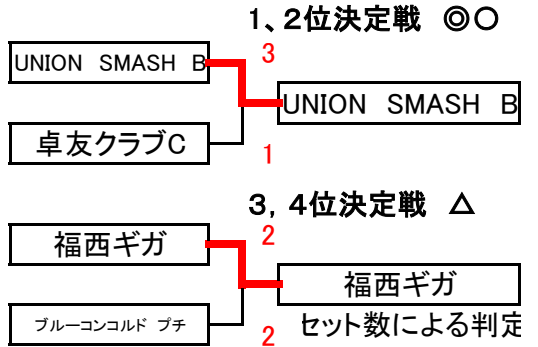 1、2位決定戦 ◎○
UNION SMASH B
3
UNION SMASH B
卓友クラブC
1
3, 4位決定戦 △
福西ギガ
2
福西ギガ
ブルーコンコルド プチ
2
セット数による判定